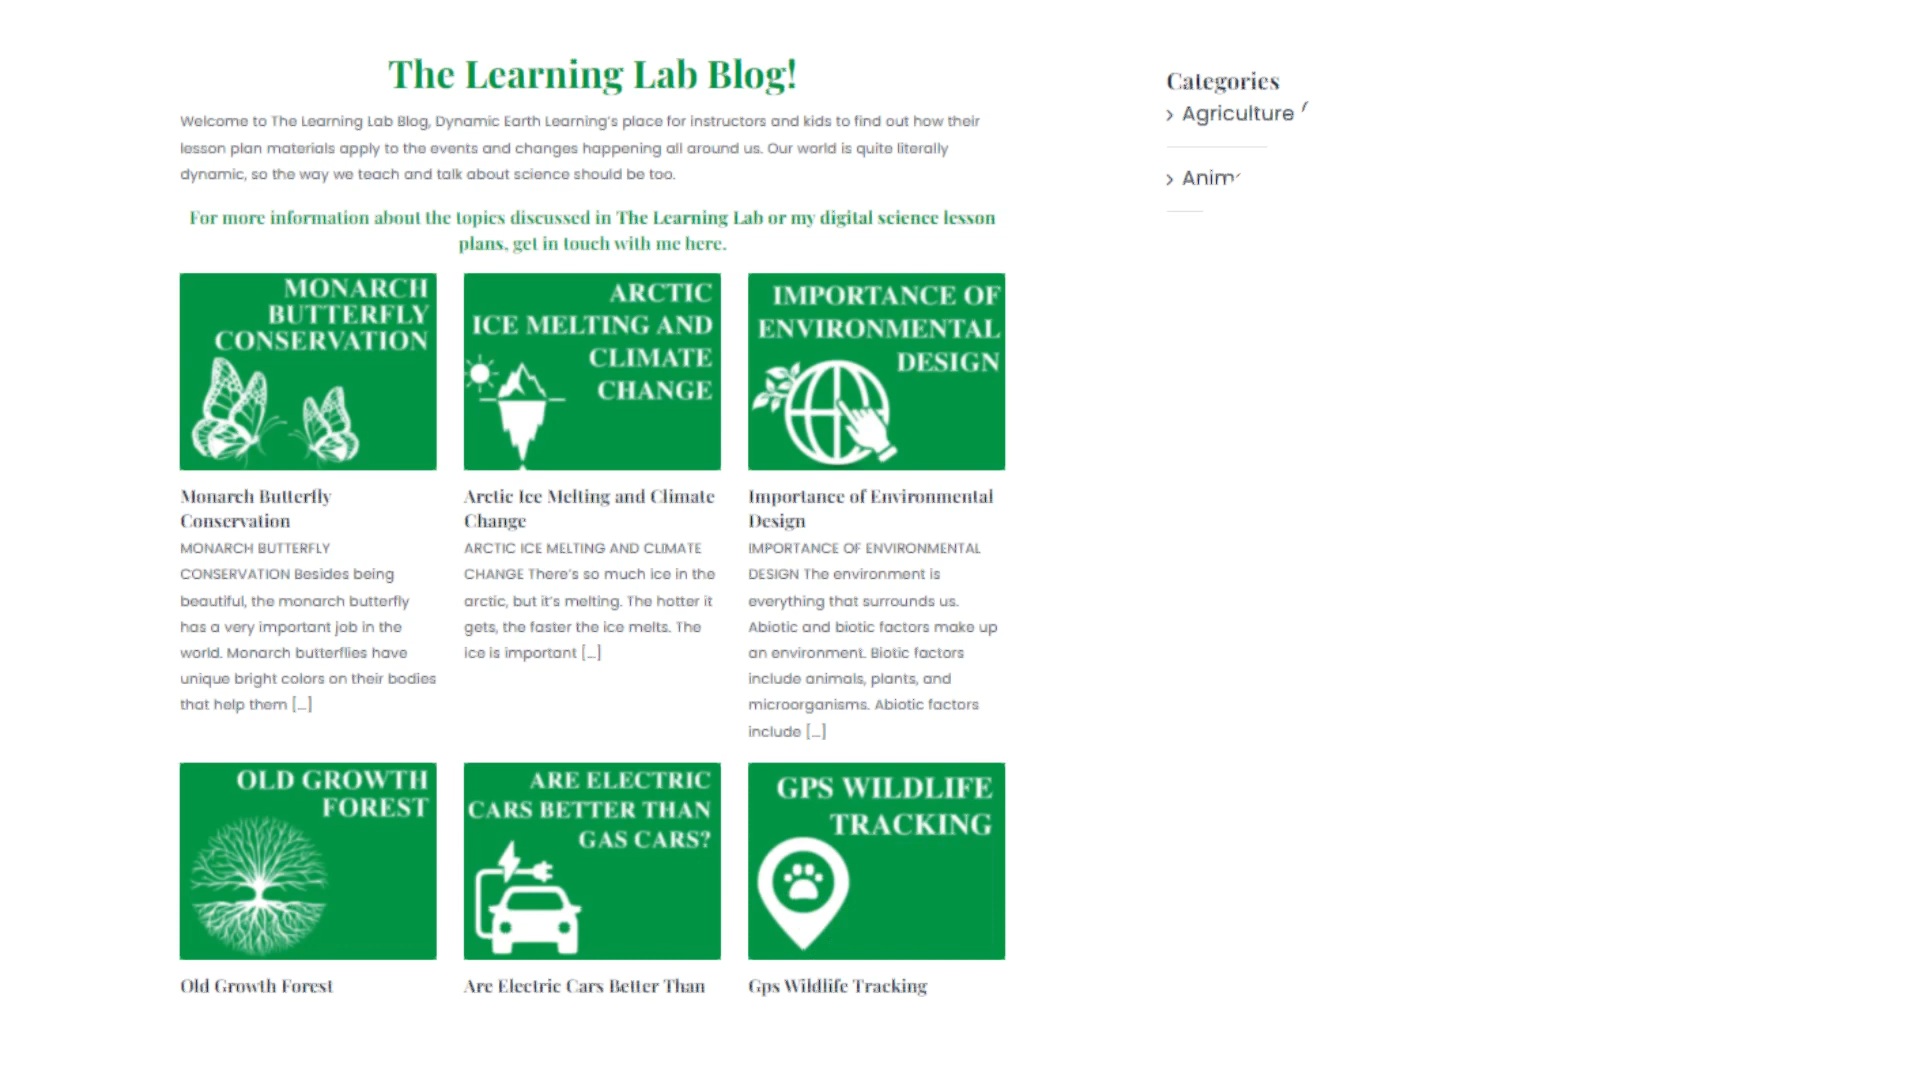 The Learning Lab Blog!
Welcome to The Learning Lab Blog, Dynamic Earth Learning's place for instructors and kids to find out how their
lesson plan materials apply to the events and changes happening all around us. Our world is quite literally
dynamic, so the way we teach and talk about science should be too.
For more information about the topics discussed in The Learning Lab or my digital science lesson
plans, get in touch with me here.
MONARCH
BUTTERFLY
CONSERVATION
Monarch Butterfly
Conservation
MONARCH BUTTERFLY
CONSERVATION Besides being
beautiful, the monarch butterfly
has a very important job in the
world. Monarch butterflies have
unique bright colors on their bodies
that help them [...]
ARCTIC
ICE MELTING AND
CLIMATE
CHANGE
Arctic Ice Melting and Climate
Change
ARCTIC ICE MELTING AND CLIMATE
CHANGE There's so much ice in the
arctic, but it's melting. The hotter it
gets, the faster the ice melts. The
ice is important [...]
IMPORTANCE OF
ENVIRONMENTAL
DESIGN
Importance of Environmental
Design
IMPORTANCE OF ENVIRONMENTAL
DESIGN The environment is
everything that surrounds us.
Abiotic and biotic factors make up
an environment. Biotic factors
include animals, plants, and
microorganisms. Abiotic factors
include [...]
OLD GROWTH
FOREST
Old Growth Forest
ARE ELECTRIC
CARS BETTER THAN
GAS CARS?
Are Electric Cars Better Than
GPS WILDLIFE
TRACKING
Gps Wildlife Tracking
Categories
> Agriculture